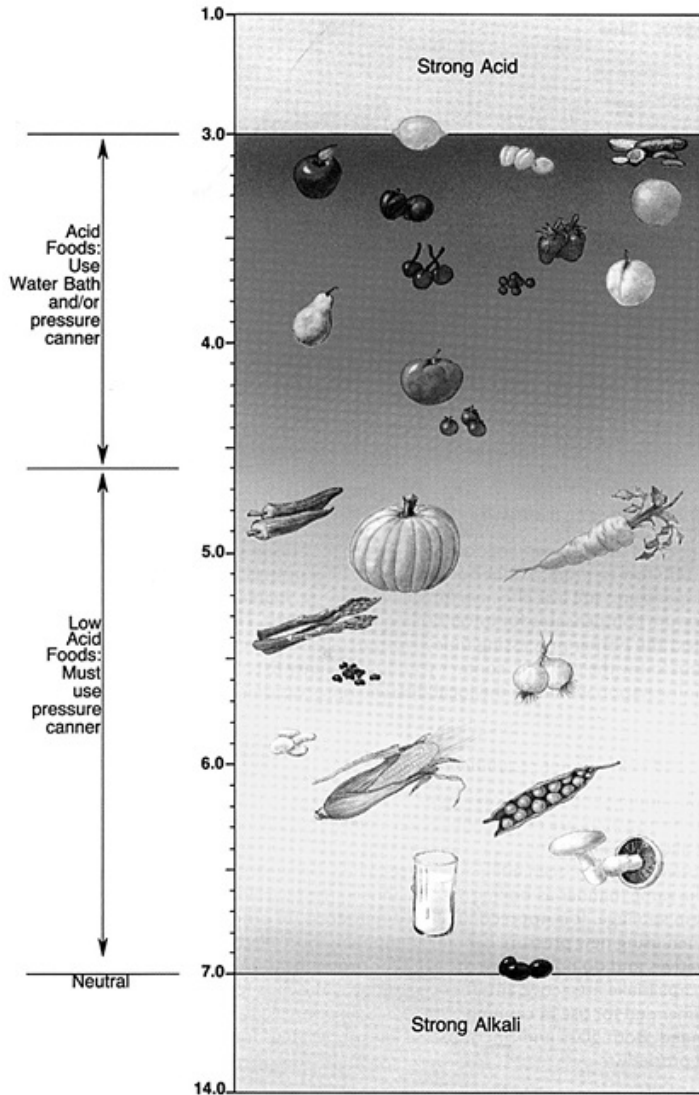 1.0
Strong Acid
3.0
Acid
Foods:
Use
Water Bath
and/or
pressure
canner
4.0
5.0
Low
Acid
Foods:
Must
use
pressure
canner
6.0
7.0
Neutral
Strong Alkali
14.0